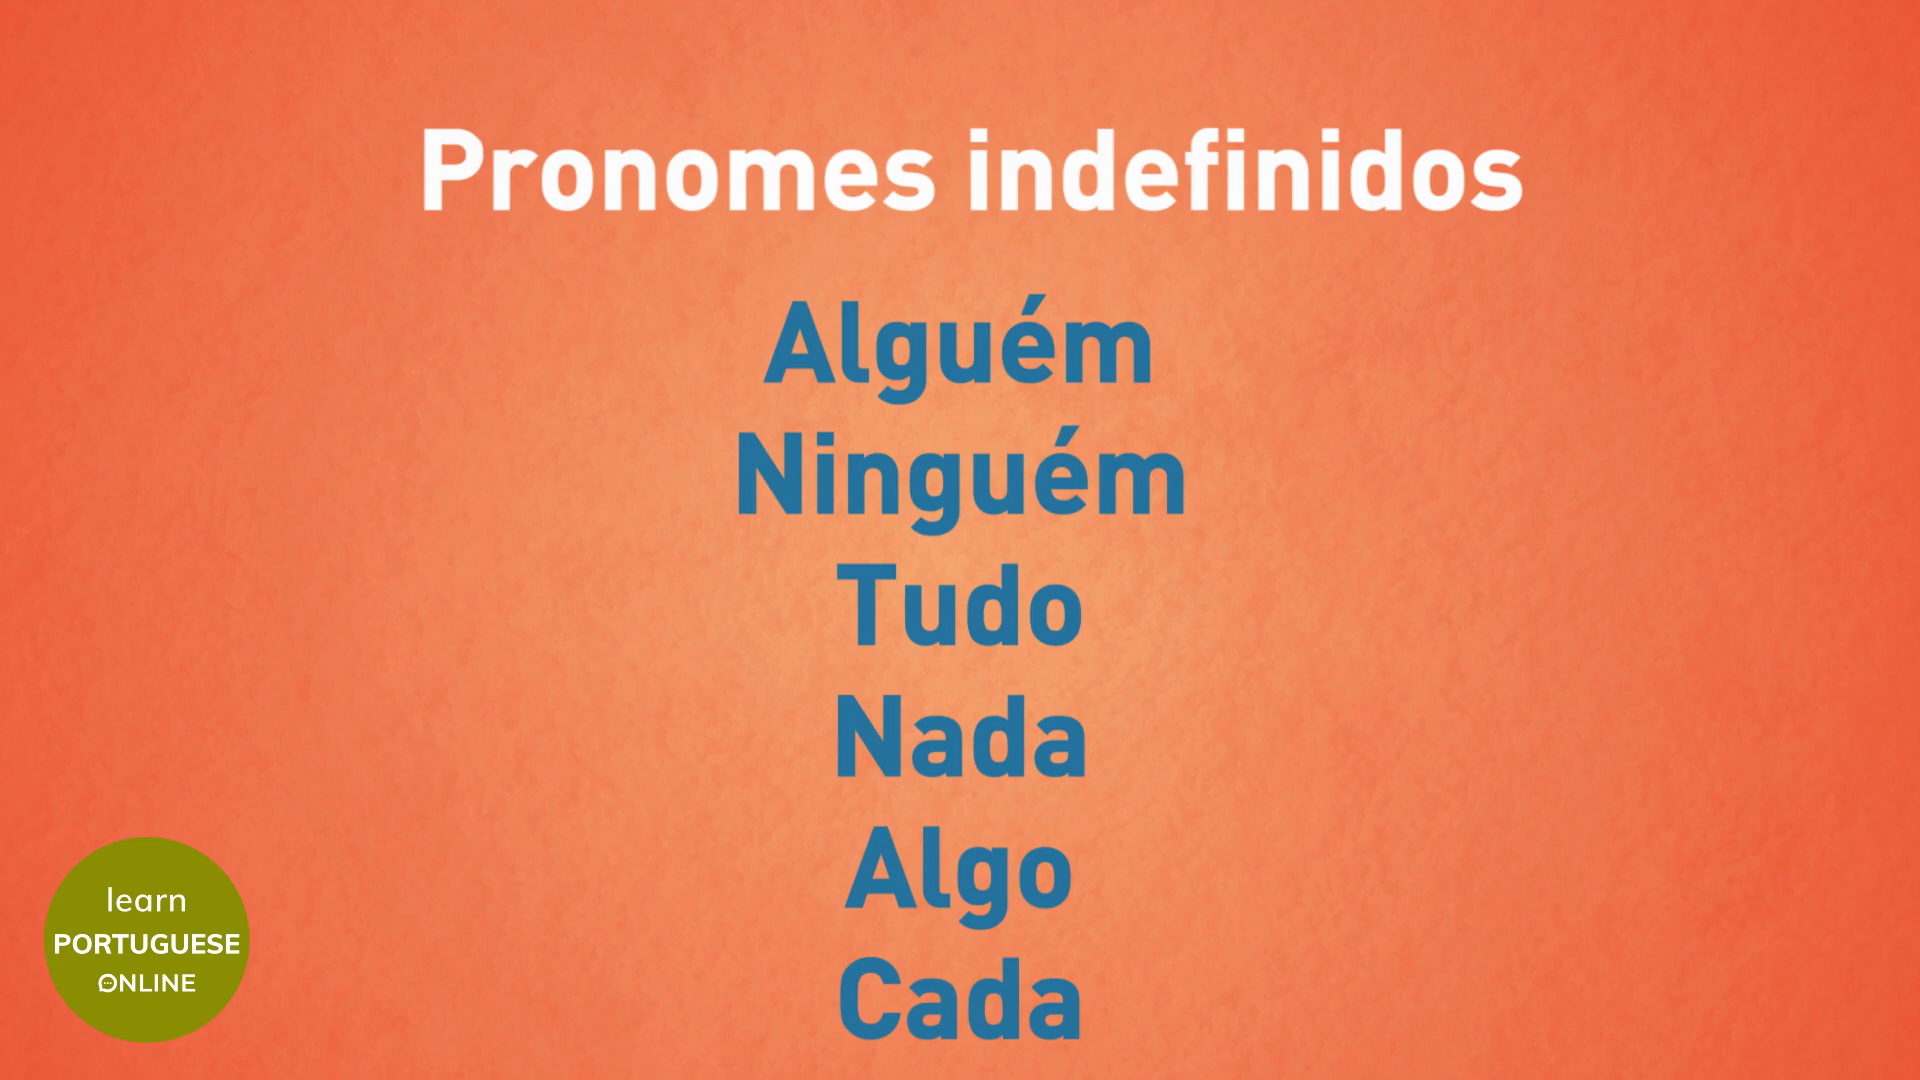 Pronomes indefinidos
Alguém
Ninguém
Tudo
Nada
Algo
Cada
learn
PORTUGUESE
ONLINE